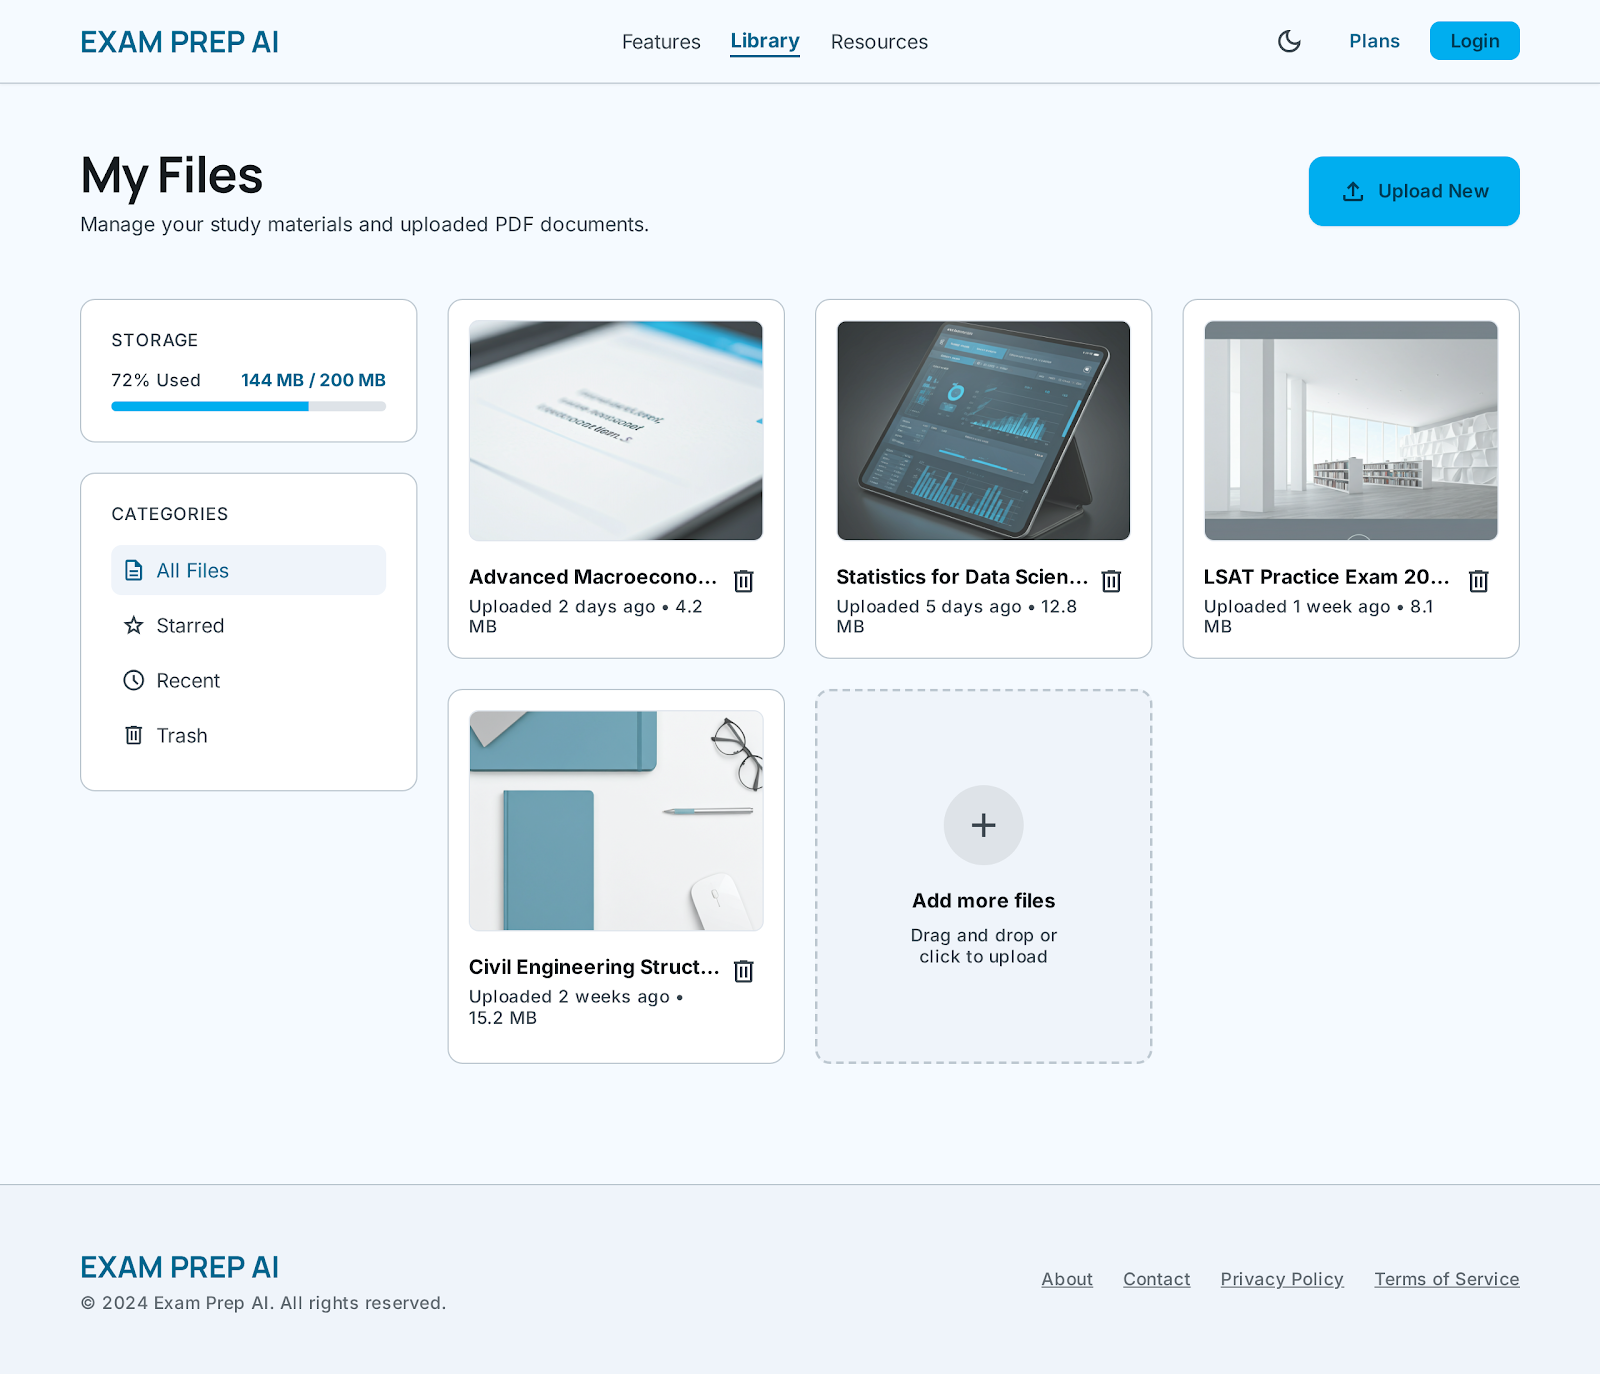 EXAM PREP AI
Features
Library
Resources
Plans
Login
My Files
Manage your study materials and uploaded PDF documents.
Upload New
STORAGE
72% Used
144 MB / 200 MB
CATEGORIES
All Files
Starred
Recent
Trash
Advanced Macroecono...
Uploaded 2 days ago • 4.2
MB
Statistics for Data Scien...
Uploaded 5 days ago • 12.8
MB
LSAT Practice Exam 20...
Uploaded 1 week ago • 8.1
MB
Civil Engineering Struct...
Uploaded 2 weeks ago •
15.2 MB
Add more files
Drag and drop or
click to upload
EXAM PREP AI
© 2024 Exam Prep AI. All rights reserved.
About
Contact
Privacy Policy
Terms of Service